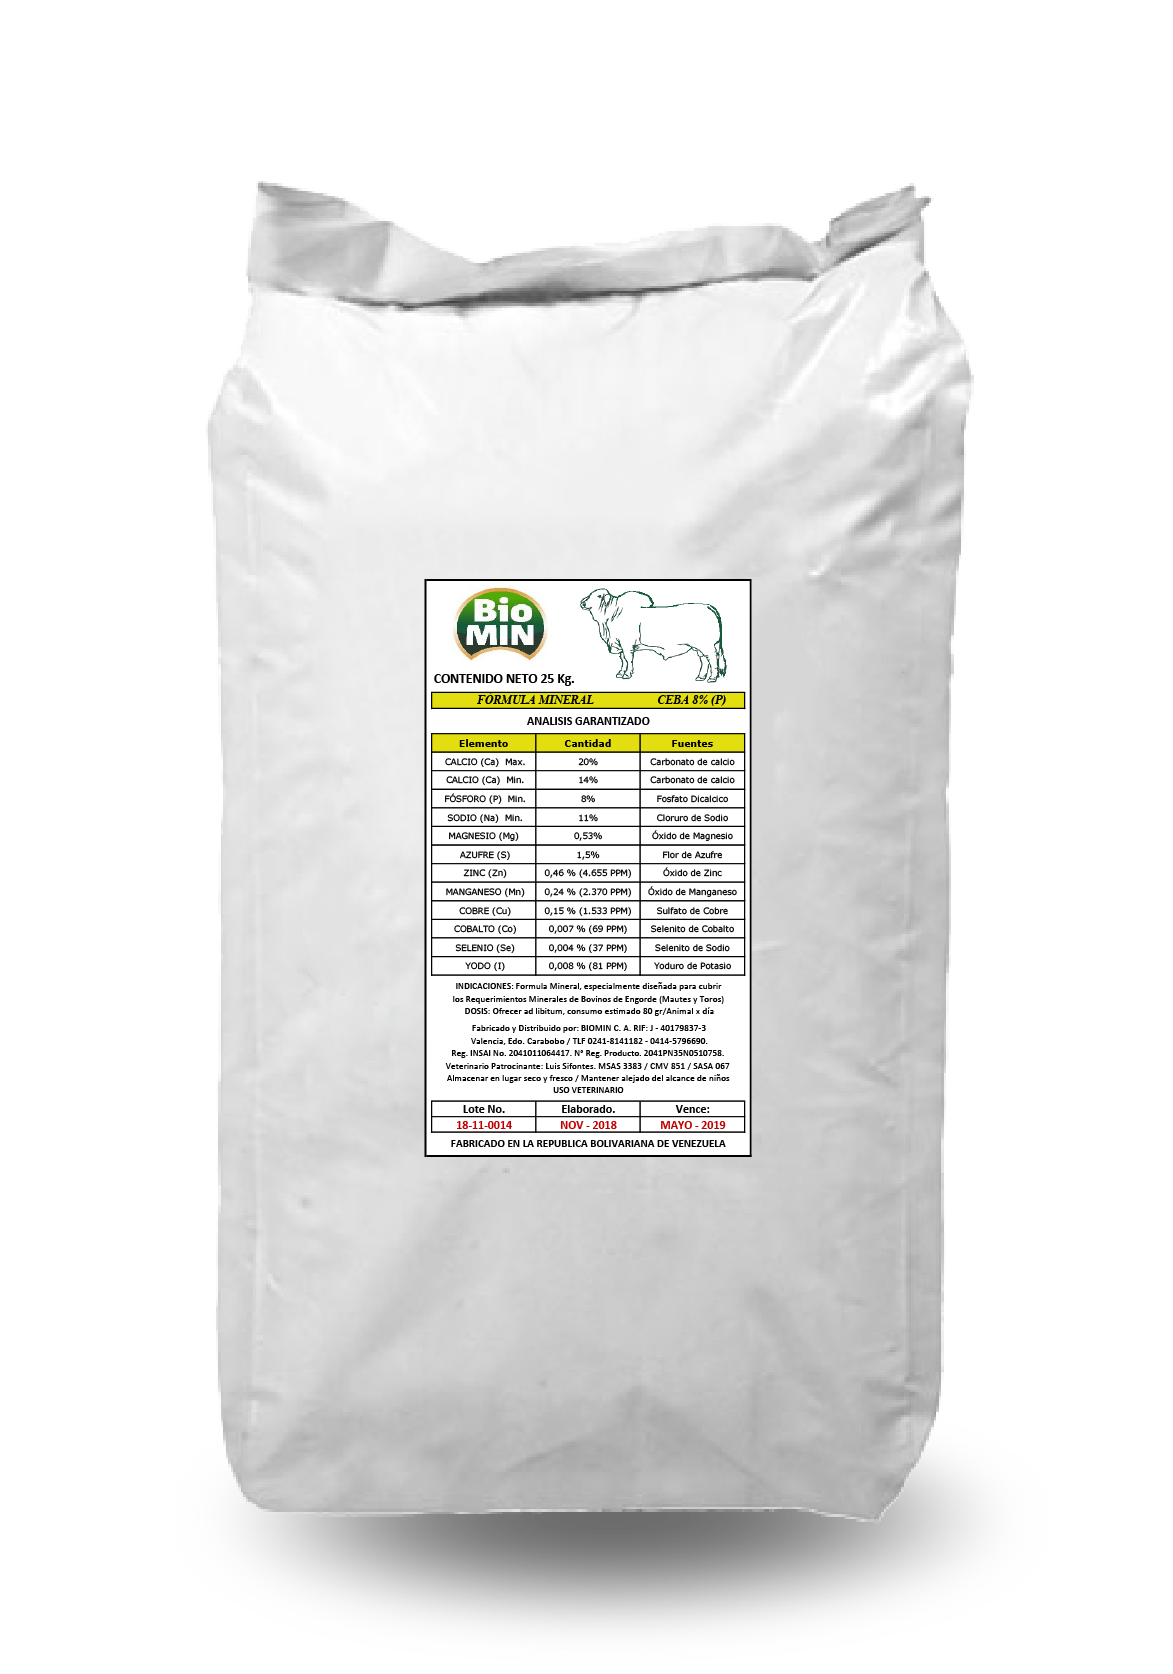 Bio
MIN
CONTENIDO NETO 25 Kg.
FÓRMULA MINERAL CEBA 8% (P)
ANALISIS GARANTIZADO
Elemento Cantidad Fuentes
CALCIO (Ca) Max. 20% Carbonato de calcio
CALCIO (Ca) Min. 14% Carbonato de calcio
FÓSFORO (P) Min. 8% Fosfato Dicalcico
SODIO (Na) Min. 11% Cloruro de Sodio
MAGNESIO (Mg) 0,53% Óxido de Magnesio
AZUFRE (S) 1,5% Flor de Azufre
ZINC (Zn) 0,46 % (4.655 PPM) Óxido de Zinc
MANGANESO (Mn) 0,24 % (2.370 PPM) Óxido de Manganeso
COBRE (Cu) 0,15 % (1.533 PPM) Sulfato de Cobre
COBALTO (Co) 0,007 % (69 PPM) Selenito de Cobalto
SELENIO (Se) 0,004 % (37 PPM) Selenito de Sodio
YODO (I) 0,008 % (81 PPM) Yoduro de Potasio
INDICACIONES: Formula Mineral, especialmente diseñada para cubrir
los Requerimientos Minerales de Bovinos de Engorde (Mautes y Toros)
DOSIS: Ofrecer ad libitum, consumo estimado 80 gr/Animal x día
Fabricado y Distribuido por: BIOMIN C. A. RIF: J - 40179837-3
Valencia, Edo. Carabobo / TLF 0241-8141182 - 0414-5796690.
Reg. INSAI No. 2041011064417. N° Reg. Producto. 2041PN35N0510758.
Veterinario Patrocinante: Luis Sifontes. MSAS 3383 / CMV 851 / SASA 067
Almacenar en lugar seco y fresco / Mantener alejado del alcance de niños
USO VETERINARIO
Lote No. Elaborado. Vence:
18-11-0014 NOV - 2018 MAYO - 2019
FABRICADO EN LA REPUBLICA BOLIVARIANA DE VENEZUELA